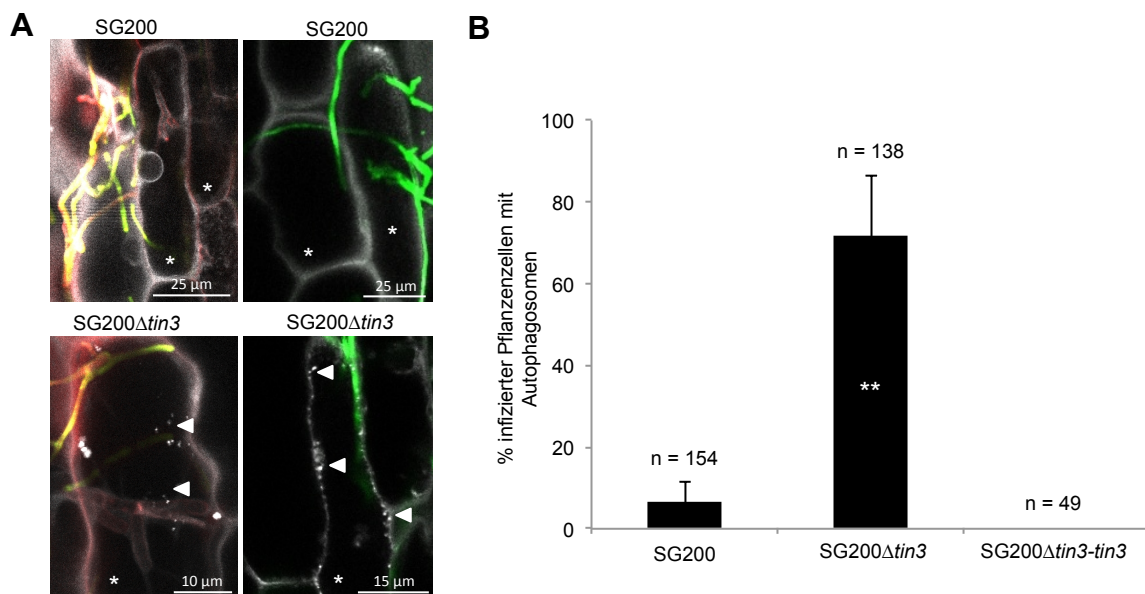 A
SG200
SG200
*
*
25 µm
*
*
25 µm
SG200Δtin3
SG200Δtin3
*
10 µm
*
15 µm
B
% infizierter Pflanzenzellen mit
Autophagosomen
100
80
60
40
20
0
n = 154
n = 138
**
n = 49
SG200
SG200Δtin3
SG200Δtin3-tin3